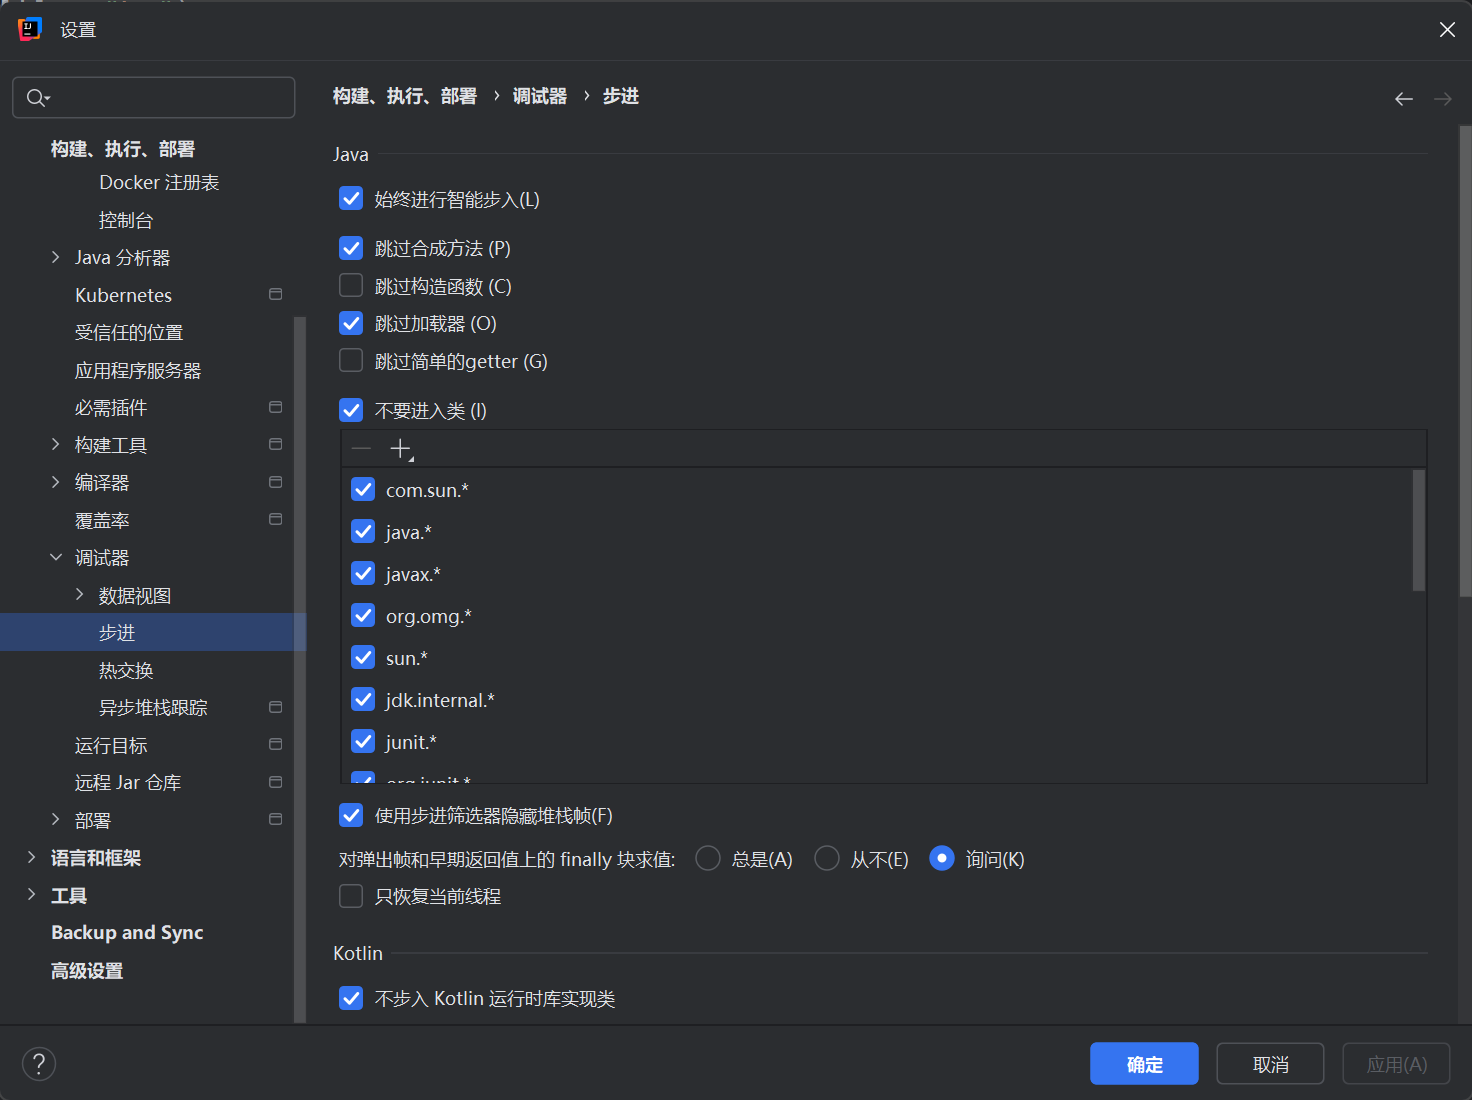 设置
构建、执行、部署
Docker 注册表
控制台
Java 分析器
Kubernetes
受信任的位置
应用程序服务器
必需插件
构建工具
编译器
覆盖率
调试器
数据视图
步进
热交换
异步堆栈跟踪
运行目标
远程 Jar 仓库
部署
语言和框架
工具
Backup and Sync
高级设置
构建、执行、部署 › 调试器 › 步进
Java
始终进行智能步入(L)
跳过合成方法 (P)
跳过构造函数 (C)
跳过加载器 (O)
跳过简单的getter (G)
不要进入类 (I)
com.sun.*
java.*
javax.*
org.omg.*
sun.*
jdk.internal.*
junit.*
org.junit.*
使用步进筛选器隐藏堆栈帧(F)
对弹出帧和早期返回值上的 finally 块求值: 总是(A) 从不(E) 询问(K)
只恢复当前线程
Kotlin
不步入 Kotlin 运行时库实现类
?
确定 取消 应用(A)